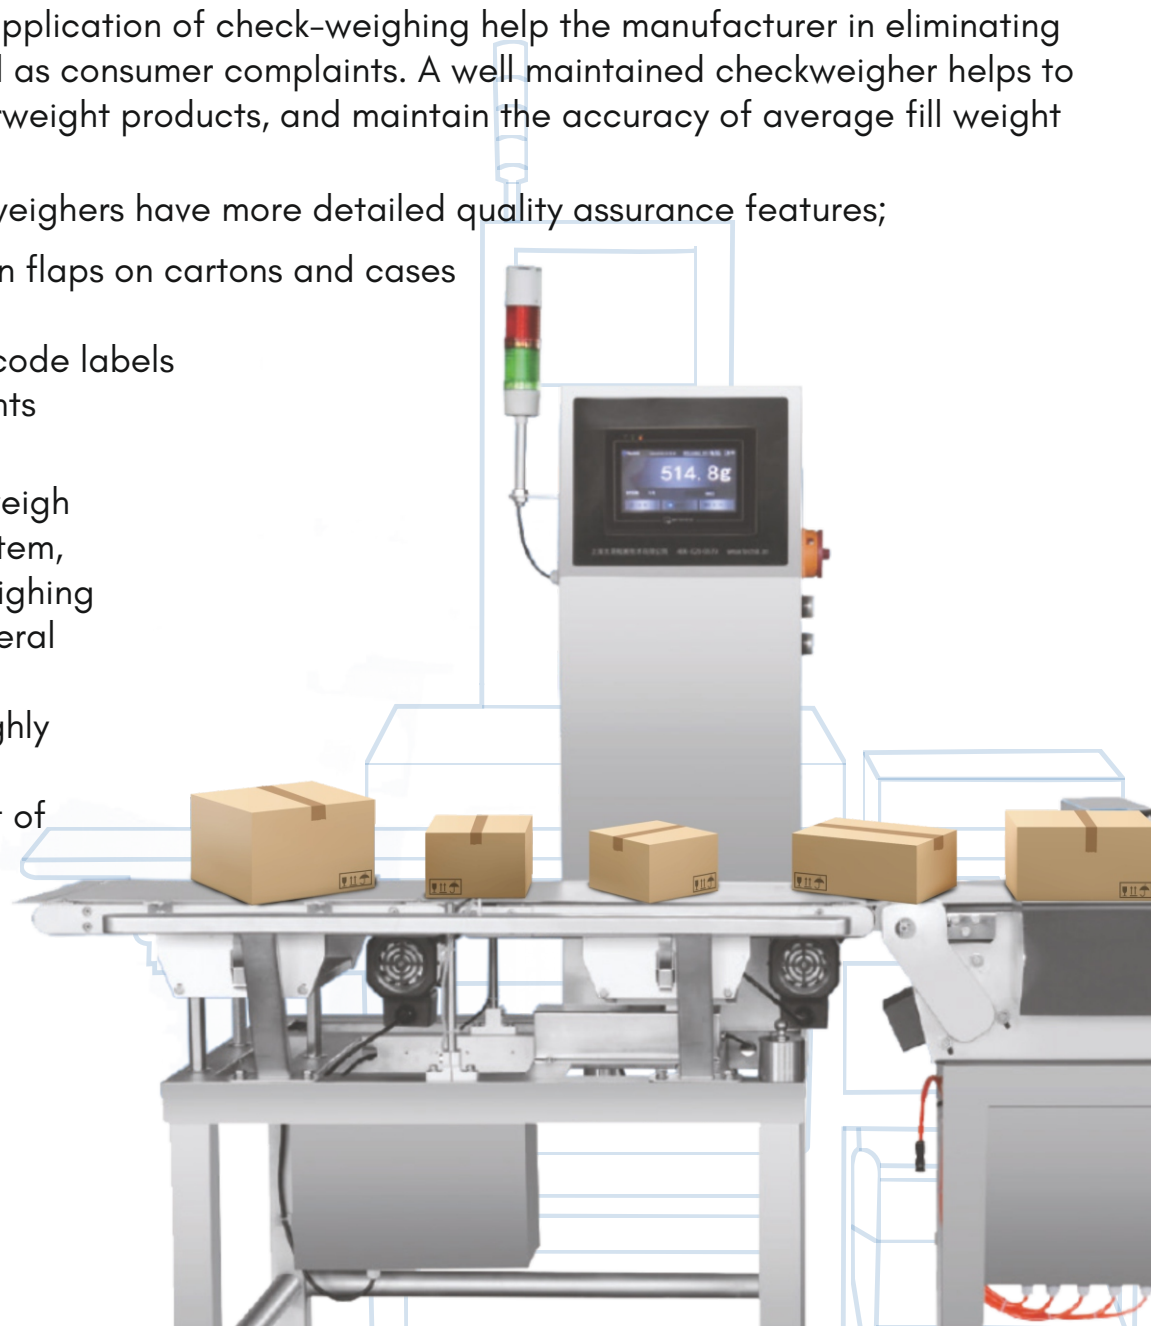 pplication of check-weighing help the manufacturer in eliminating
l as consumer complaints. A well maintained checkweigher helps to
weight products, and maintain the accuracy of average fill weight
weighers have more detailed quality assurance features;
n flaps on cartons and cases
code labels
nts
eigh
tem,
ighing
eral
ghly
of
514.8g